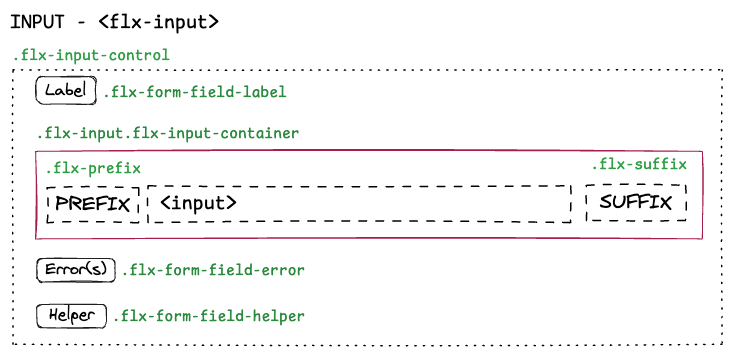 INPUT - <flx-input>
.flx-input-control
Label .flx-form-field-label
.flx-input.flx-input-container
.flx-prefix .flx-suffix
PREFIX <input> SUFFIX
Error(s) .flx-form-field-error
Helper .flx-form-field-helper